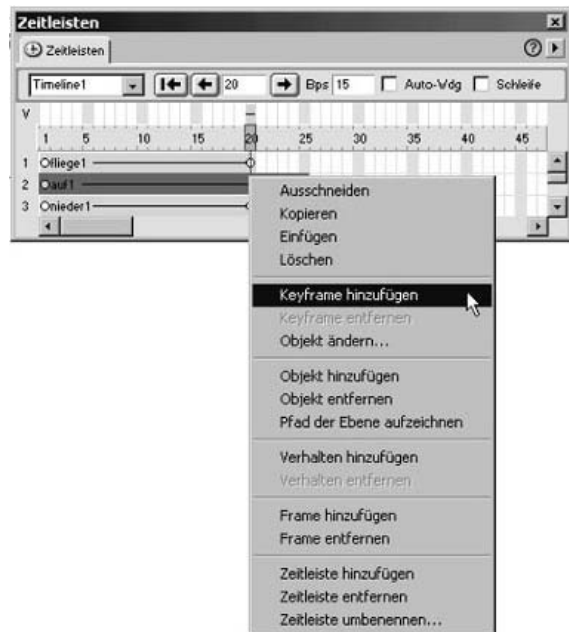 Zeitleisten
Zeitleisten
Timeline1 20 Bps 15 Auto-Wdg Schleife
V
1 5 10 15 20 25 30 35 40 45
1 Ofliege1
2 Oauf1
3 Onieder1
Ausschneiden
Kopieren
Einfügen
Löschen
Keyframe hinzufügen
Keyframe entfernen
Objekt ändern...
Objekt hinzufügen
Objekt entfernen
Pfad der Ebene aufzeichnen
Verhalten hinzufügen
Verhalten entfernen
Frame hinzufügen
Frame entfernen
Zeitleiste hinzufügen
Zeitleiste entfernen
Zeitleiste umbenennen...